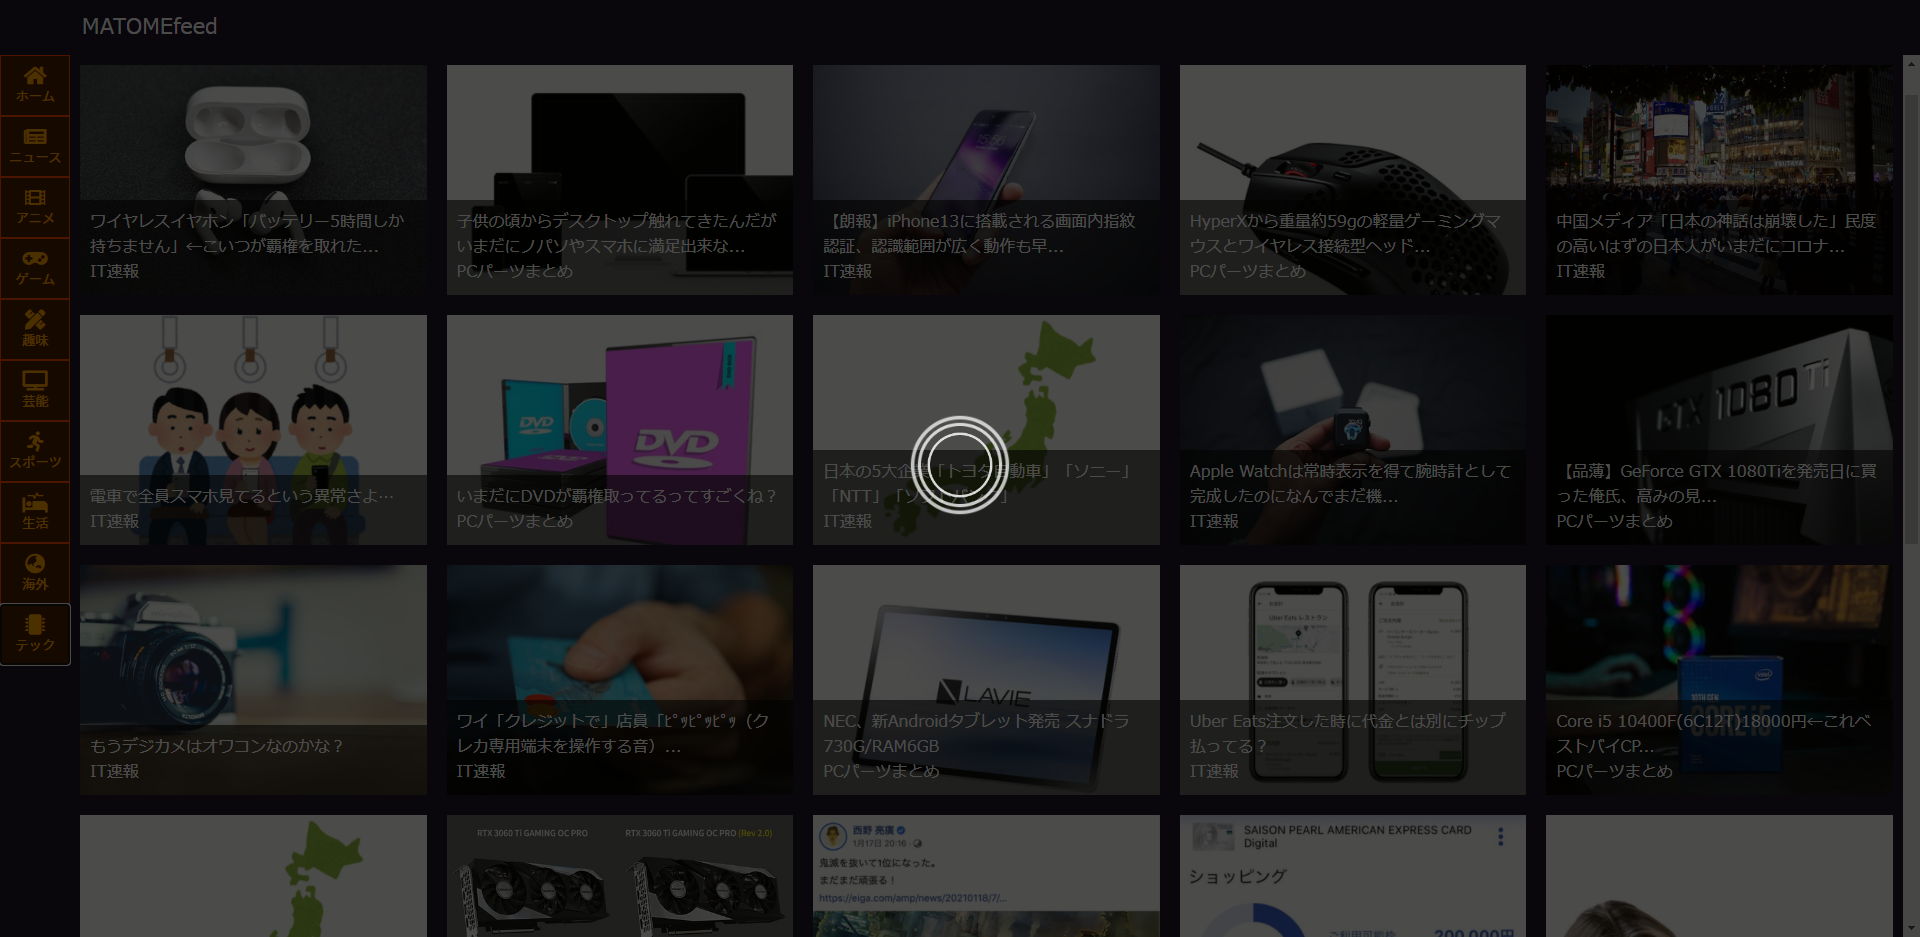 MATOMEfeed
ホーム
ニュース
アニメ
ゲーム
趣味
芸能
スポーツ
生活
海外
テック
ワイヤレスイヤホン「バッテリー5時間しか
持ちません」←こいつが覇権を取れた...
IT速報
子供の頃からデスクトップ触れてきたんだが
いまだにノパソやスマホに満足出来な...
PCパーツまとめ
15:56
【朗報】iPhone13に搭載される画面内指紋
認証、認識範囲が広く動作も早...
IT速報
HyperXから重量約59gの軽量ゲーミングマ
ウスとワイヤレス接続型ヘッド...
PCパーツまとめ
中国メディア「日本の神話は崩壊した」民度
の高いはずの日本人がいまだにコロナ...
IT速報
電車で全員スマホ見てるという異常さよ…
IT速報
DVD
DVD
いまだにDVDが覇権取ってるってすごくね？
PCパーツまとめ
日本の5大企業「トヨタ自動車」「ソニー」
「NTT」「ソ
IT速報
Apple Watchは常時表示を得て腕時計として
完成したのになんでまだ機...
IT速報
GTX 1080 Ti
【品薄】GeForce GTX 1080Tiを発売日に買
った俺氏、高みの見...
PCパーツまとめ
もうデジカメはオワコンなのかな？
IT速報
ワイ「クレジットで」店員「ﾋﾟｯﾋﾟｯﾋﾟｯ（ク
レカ専用端末を操作する音）...
IT速報
LAVIE
NEC、新Androidタブレット発売 スナドラ
730G/RAM6GB
PCパーツまとめ
Uber Eats レストラン
Uber Eats注文した時に代金とは別にチップ
払ってる？
IT速報
intel
10TH GEN
CORE i5
Core i5 10400F(6C12T)18000円←これベ
ストバイCP...
PCパーツまとめ
RTX 3060 Ti GAMING OC PRO
RTX 3060 Ti GAMING OC PRO (Rev 2.0)
西野 亮廣
1月17日 20:16
鬼滅を抜いて1位になった。
まだまだ頑張る！
https://eiga.com/amp/news/20210118/7/...
SAISON PEARL AMERICAN EXPRESS CARD
Digital
ショッピング
ご利用可能枠
200,000円